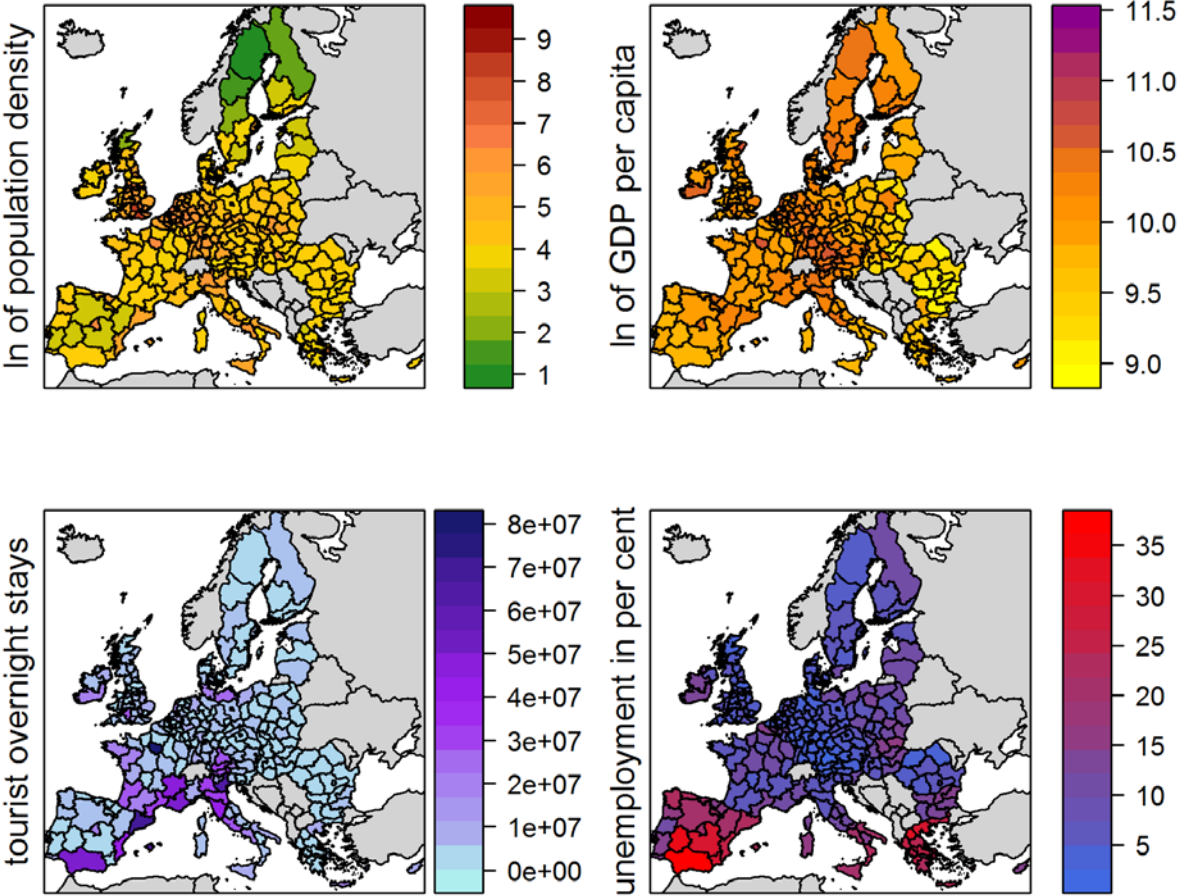 ln of population density
9
8
7
6
5
4
3
2
1
ln of GDP per capita
11.5
11.0
10.5
10.0
9.5
9.0
tourist overnight stays
8e+07
7e+07
6e+07
5e+07
4e+07
3e+07
2e+07
1e+07
0e+00
unemployment in per cent
35
30
25
20
15
10
5